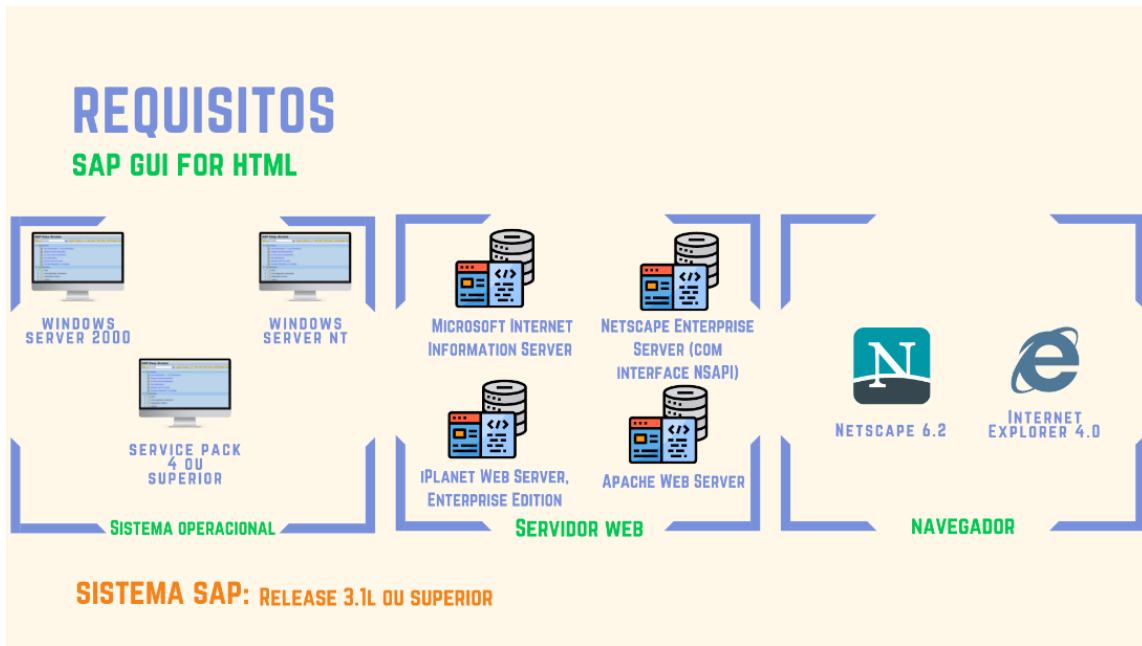 REQUISITOS
SAP GUI FOR HTML
WINDOWS
SERVER 2000
WINDOWS
SERVER NT
SERVICE PACK
4 OU
SUPERIOR
SISTEMA OPERACIONAL
MICROSOFT INTERNET
INFORMATION SERVER
NETSCAPE ENTERPRISE
SERVER (COM
INTERFACE NSAPI)
IPLANET WEB SERVER,
ENTERPRISE EDITION
APACHE WEB SERVER
SERVIDOR WEB
N
NETSCAPE 6.2
INTERNET
EXPLORER 4.0
NAVEGADOR
SISTEMA SAP: RELEASE 3.1L OU SUPERIOR